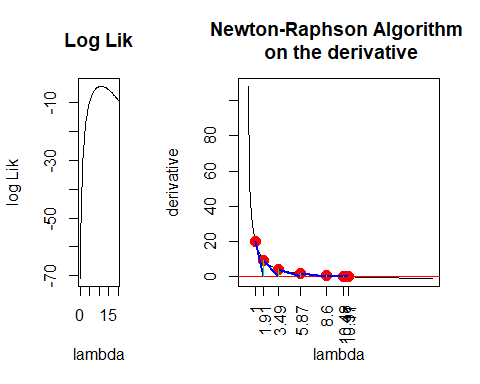 Log Lik
log Lik
-10
-30
-50
-70
0 15
lambda
Newton-Raphson Algorithm
on the derivative
derivative
80
60
40
20
0
1
1.91
3.49
5.87
8.6
lambda